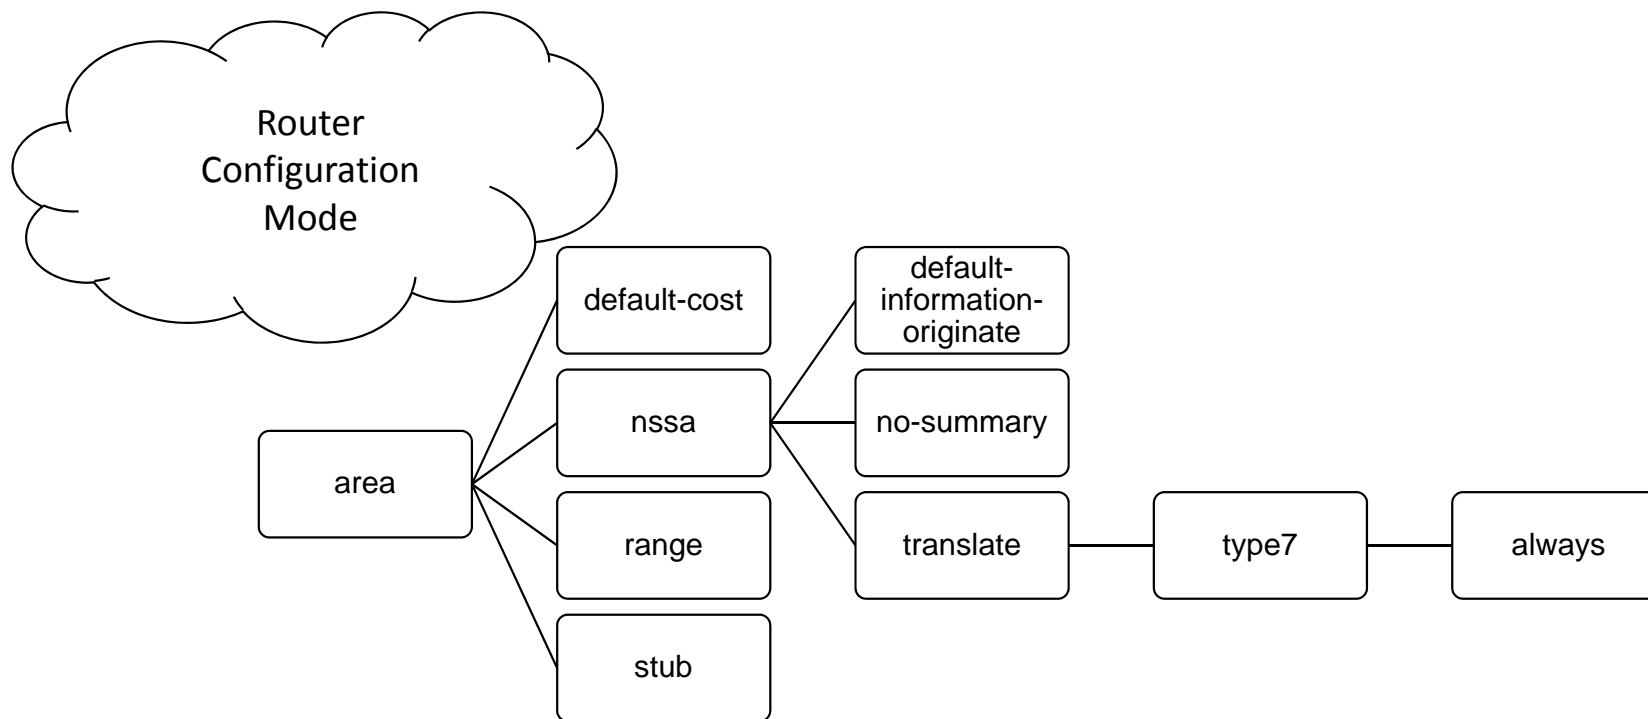 Router
Configuration
Mode
default-cost
default-
information-
originate
nssa
no-summary
area
range
translate
type7
always
stub